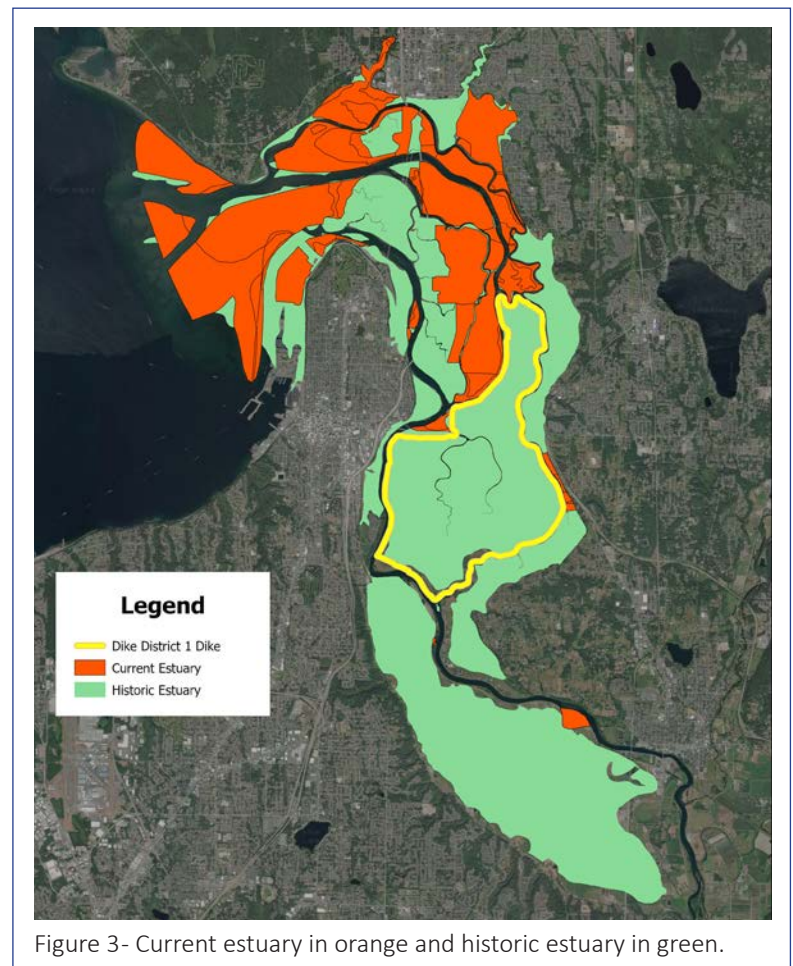 Legend
Dike District 1 Dike
Current Estuary
Historic Estuary
Figure 3- Current estuary in orange and historic estuary in green.